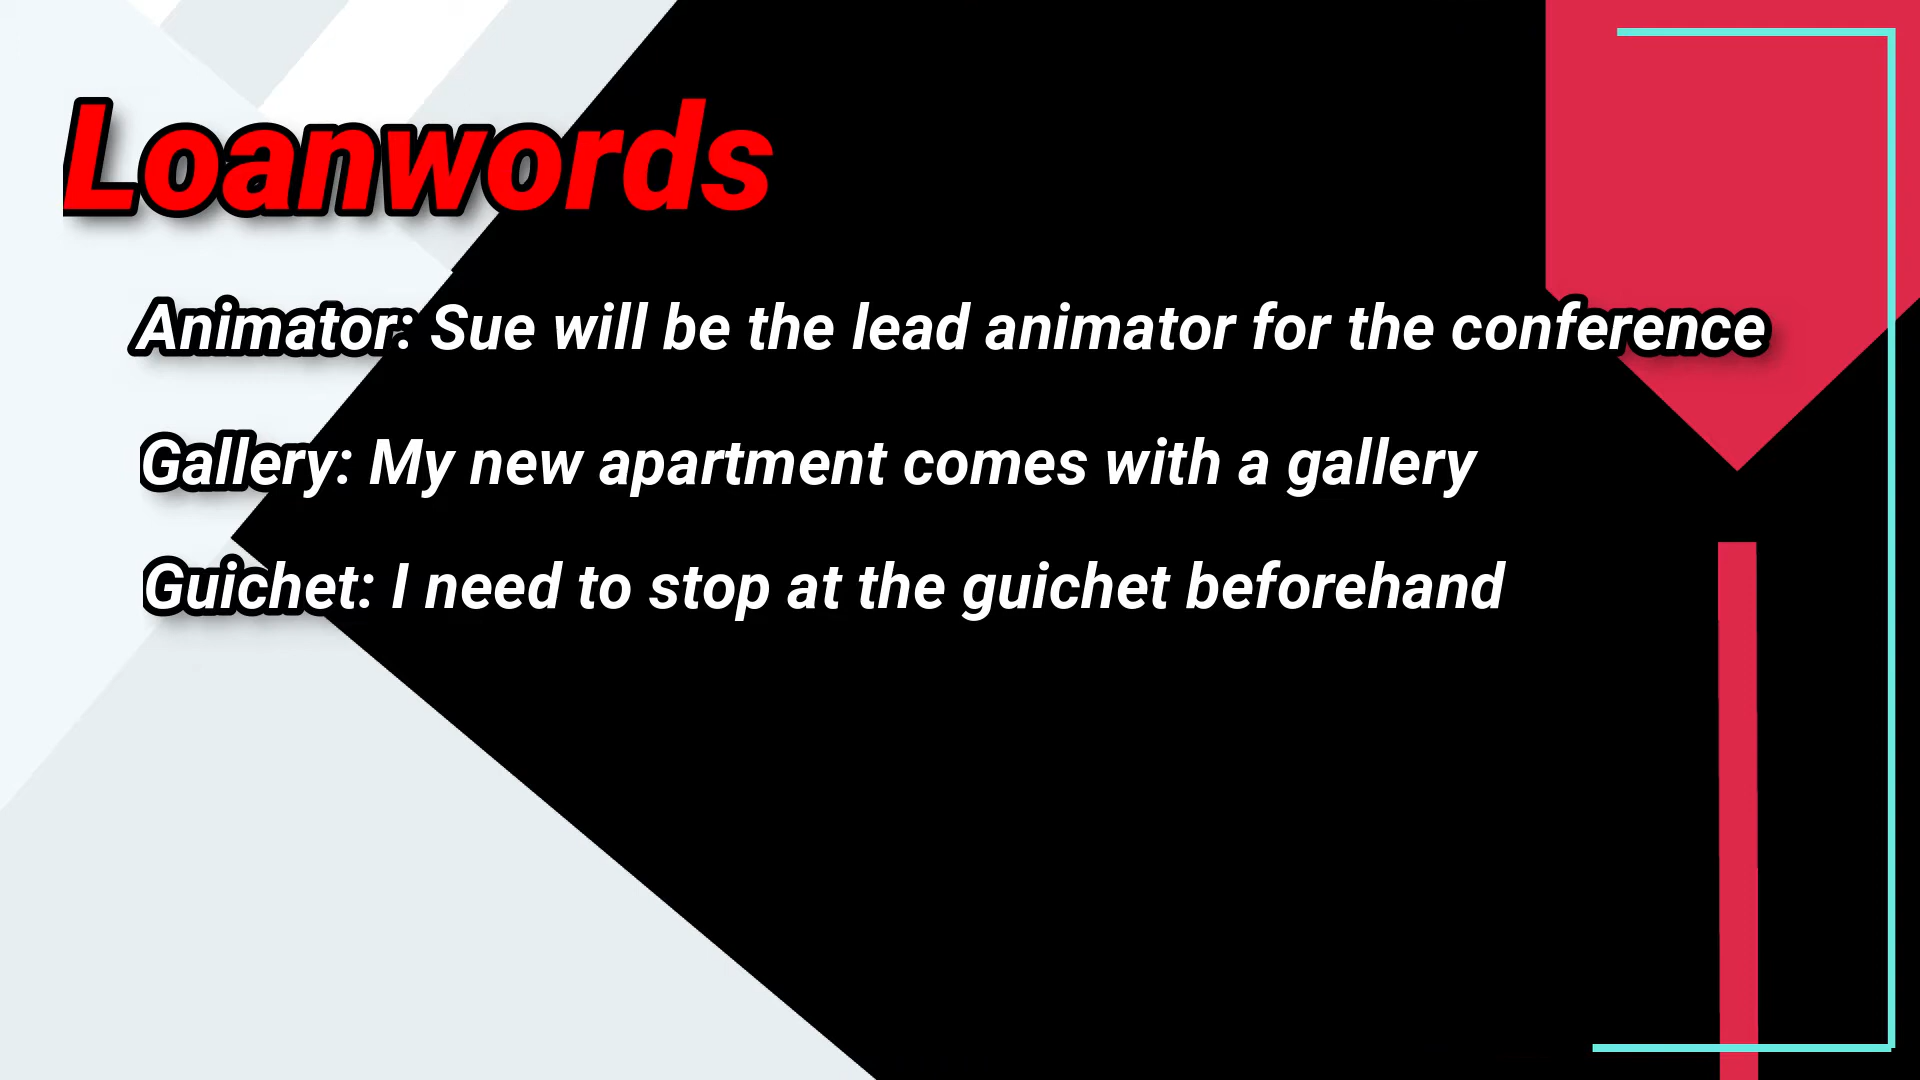 Loanwords
Animator: Sue will be the lead animator for the conference
Gallery: My new apartment comes with a gallery
Guichet: I need to stop at the guichet beforehand